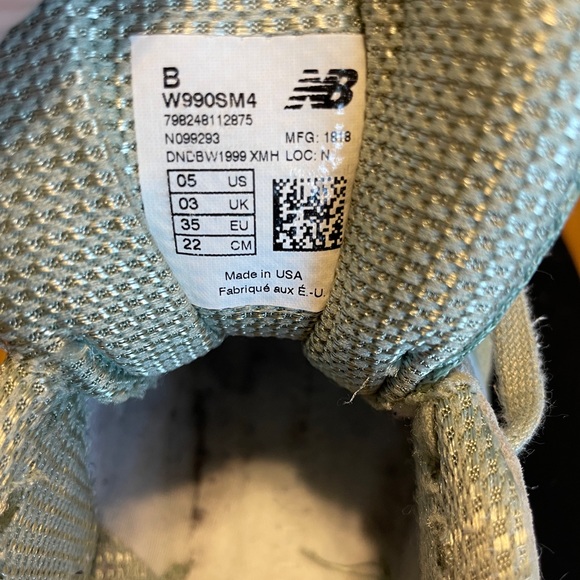 B
W990SM4
NB
798248112875
N099293 MFG: 1818
DNDBW1999 XMH LOC: N
05 US
03 UK
35 EU
22 CM
Made in USA
Fabriqué aux É.-U.